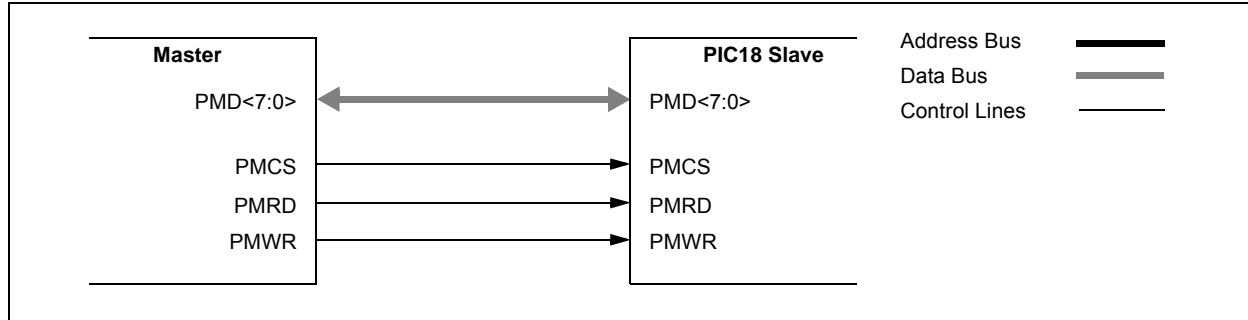 Master
PIC18 Slave
Address Bus
Data Bus
Control Lines
PMD<7:0>
PMD<7:0>
PMCS
PMCS
PMRD
PMRD
PMWR
PMWR